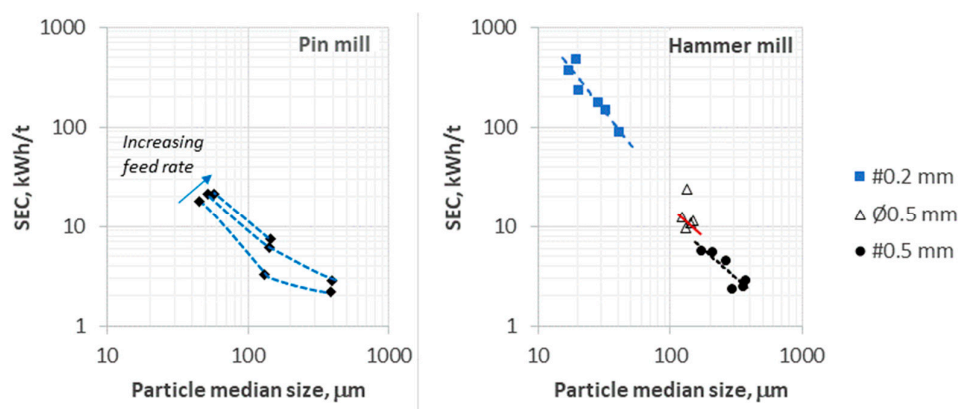 Pin mill
1000
100
10
1
SEC, kWh/t
Increasing
feed rate
10
100
1000
Particle median size, µm
Hammer mill
1000
100
10
1
SEC, kWh/t
10
100
1000
Particle median size, µm
#0.2 mm
Ø0.5 mm
#0.5 mm